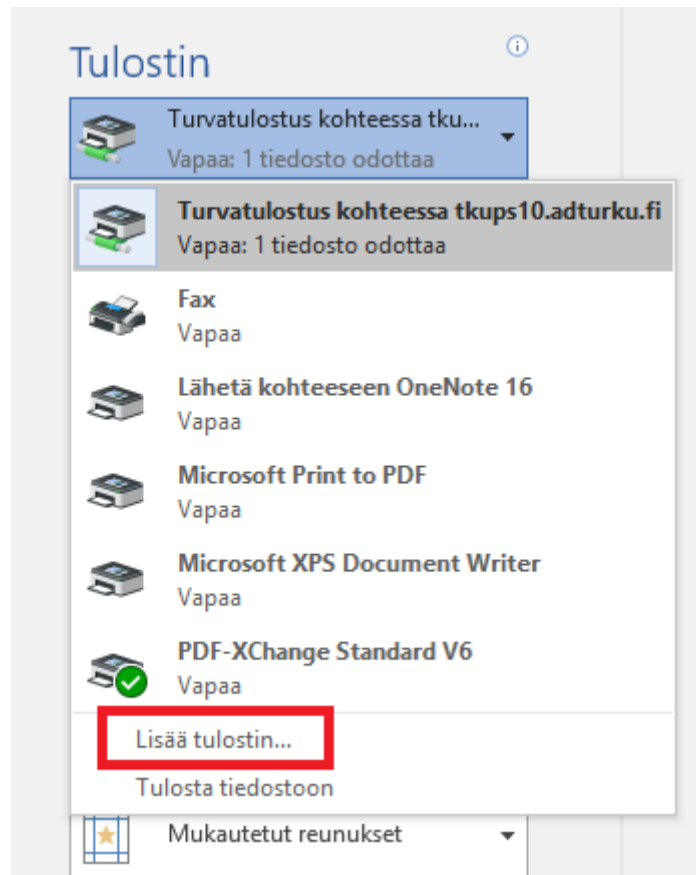 Tulostin
Turvatulostus kohteessa tku...
Vapaa: 1 tiedosto odottaa
Turvatulostus kohteessa tkups10.adturku.fi
Vapaa: 1 tiedosto odottaa
Fax
Vapaa
Lähetä kohteeseen OneNote 16
Vapaa
Microsoft Print to PDF
Vapaa
Microsoft XPS Document Writer
Vapaa
PDF-XChange Standard V6
Vapaa
Lisää tulostin...
Tulosta tiedostoon
Mukautetut reunukset